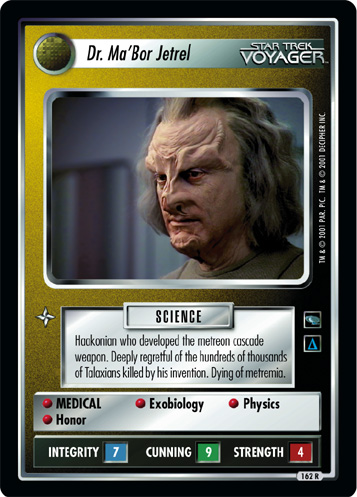 Dr. Ma'Bor Jetrel
STAR TREK
VOYAGER™
TM & © 2001 PAR. PIC. TM & © 2001 DECIPHER INC.
SCIENCE
Haakonian who developed the metreon cascade
weapon. Deeply regretful of the hundreds of thousands
of Talaxians killed by his invention. Dying of metremia.
MEDICAL Exobiology Physics
Honor
INTEGRITY 7 CUNNING 9 STRENGTH 4
162 R